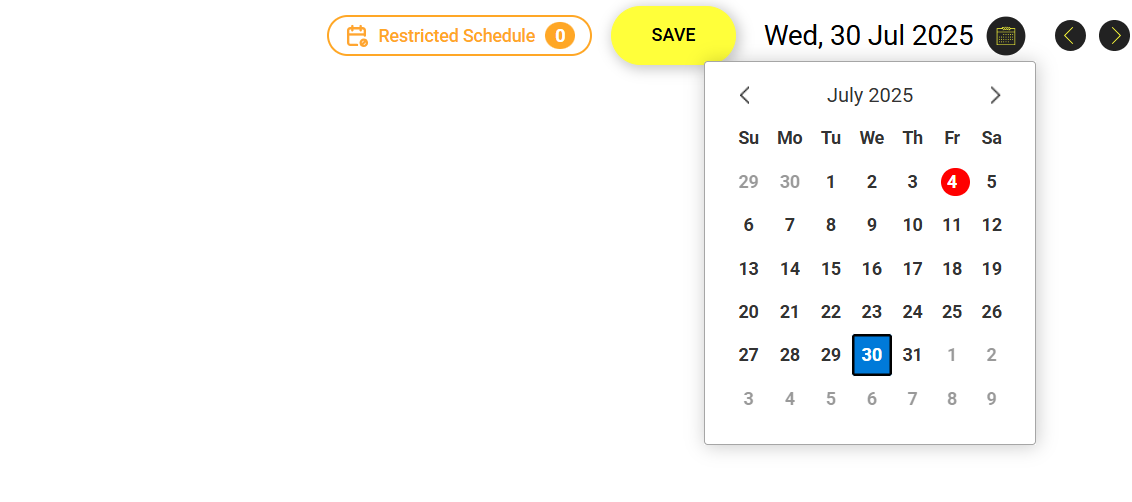 Restricted Schedule 0 SAVE Wed, 30 Jul 2025
July 2025
Su Mo Tu We Th Fr Sa
29 30 1 2 3 4 5
6 7 8 9 10 11 12
13 14 15 16 17 18 19
20 21 22 23 24 25 26
27 28 29 30 31 1 2
3 4 5 6 7 8 9